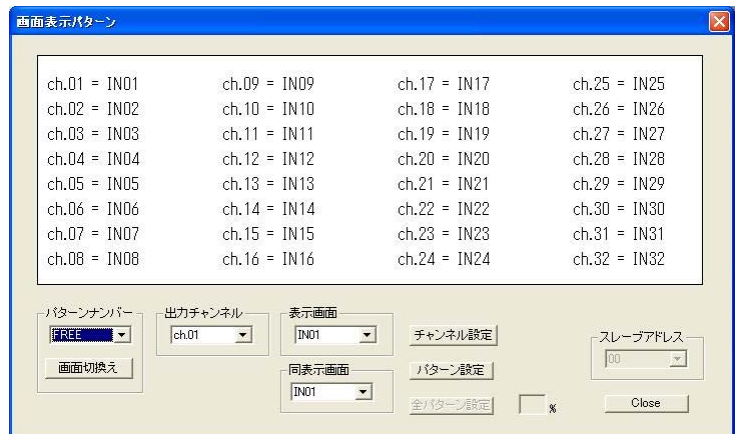 画面表示パターン
ch.01 = IN01 ch.09 = IN09 ch.17 = IN17 ch.25 = IN25
ch.02 = IN02 ch.10 = IN10 ch.18 = IN18 ch.26 = IN26
ch.03 = IN03 ch.11 = IN11 ch.19 = IN19 ch.27 = IN27
ch.04 = IN04 ch.12 = IN12 ch.20 = IN20 ch.28 = IN28
ch.05 = IN05 ch.13 = IN13 ch.21 = IN21 ch.29 = IN29
ch.06 = IN06 ch.14 = IN14 ch.22 = IN22 ch.30 = IN30
ch.07 = IN07 ch.15 = IN15 ch.23 = IN23 ch.31 = IN31
ch.08 = IN08 ch.16 = IN16 ch.24 = IN24 ch.32 = IN32
パターンナンバー
FREE
画面切換え
出力チャンネル
ch.01
表示画面
IN01
同表示画面
IN01
チャンネル設定
パターン設定
全パターン設定
%
スレーブアドレス
00
Close